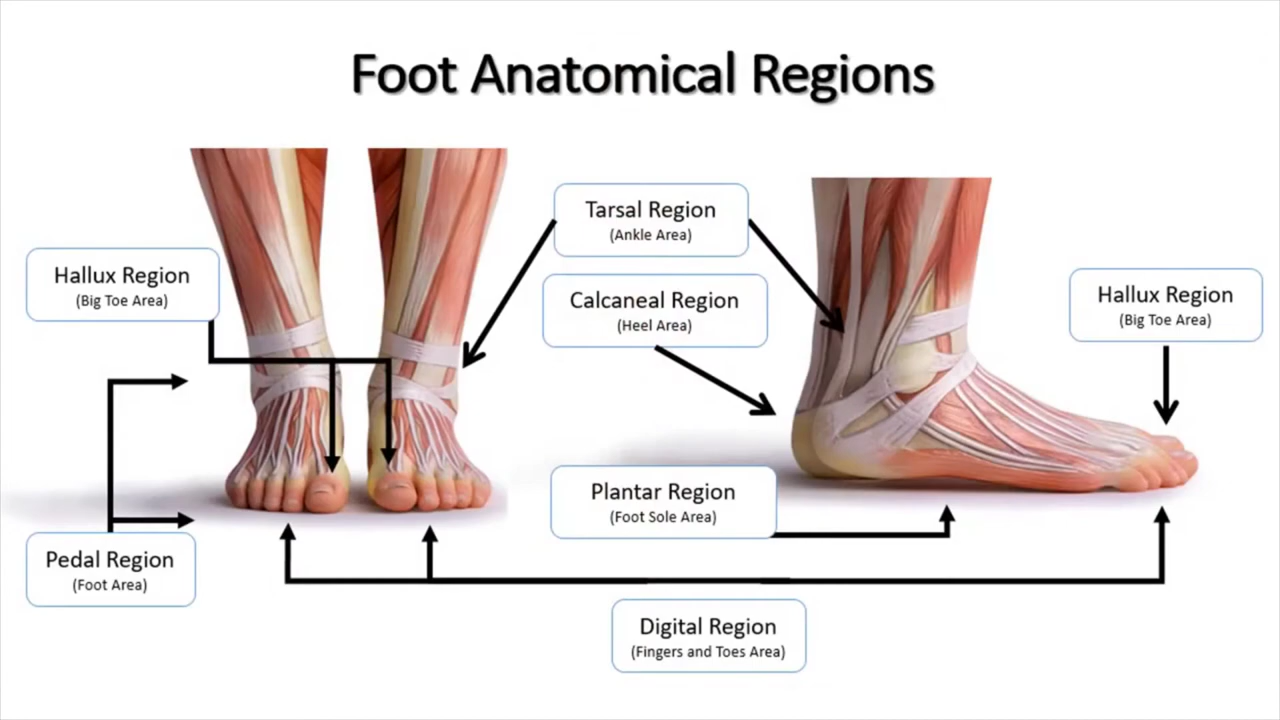 Foot Anatomical Regions
Tarsal Region
(Ankle Area)
Hallux Region
(Big Toe Area)
Calcaneal Region
(Heel Area)
Hallux Region
(Big Toe Area)
Plantar Region
(Foot Sole Area)
Pedal Region
(Foot Area)
Digital Region
(Fingers and Toes Area)